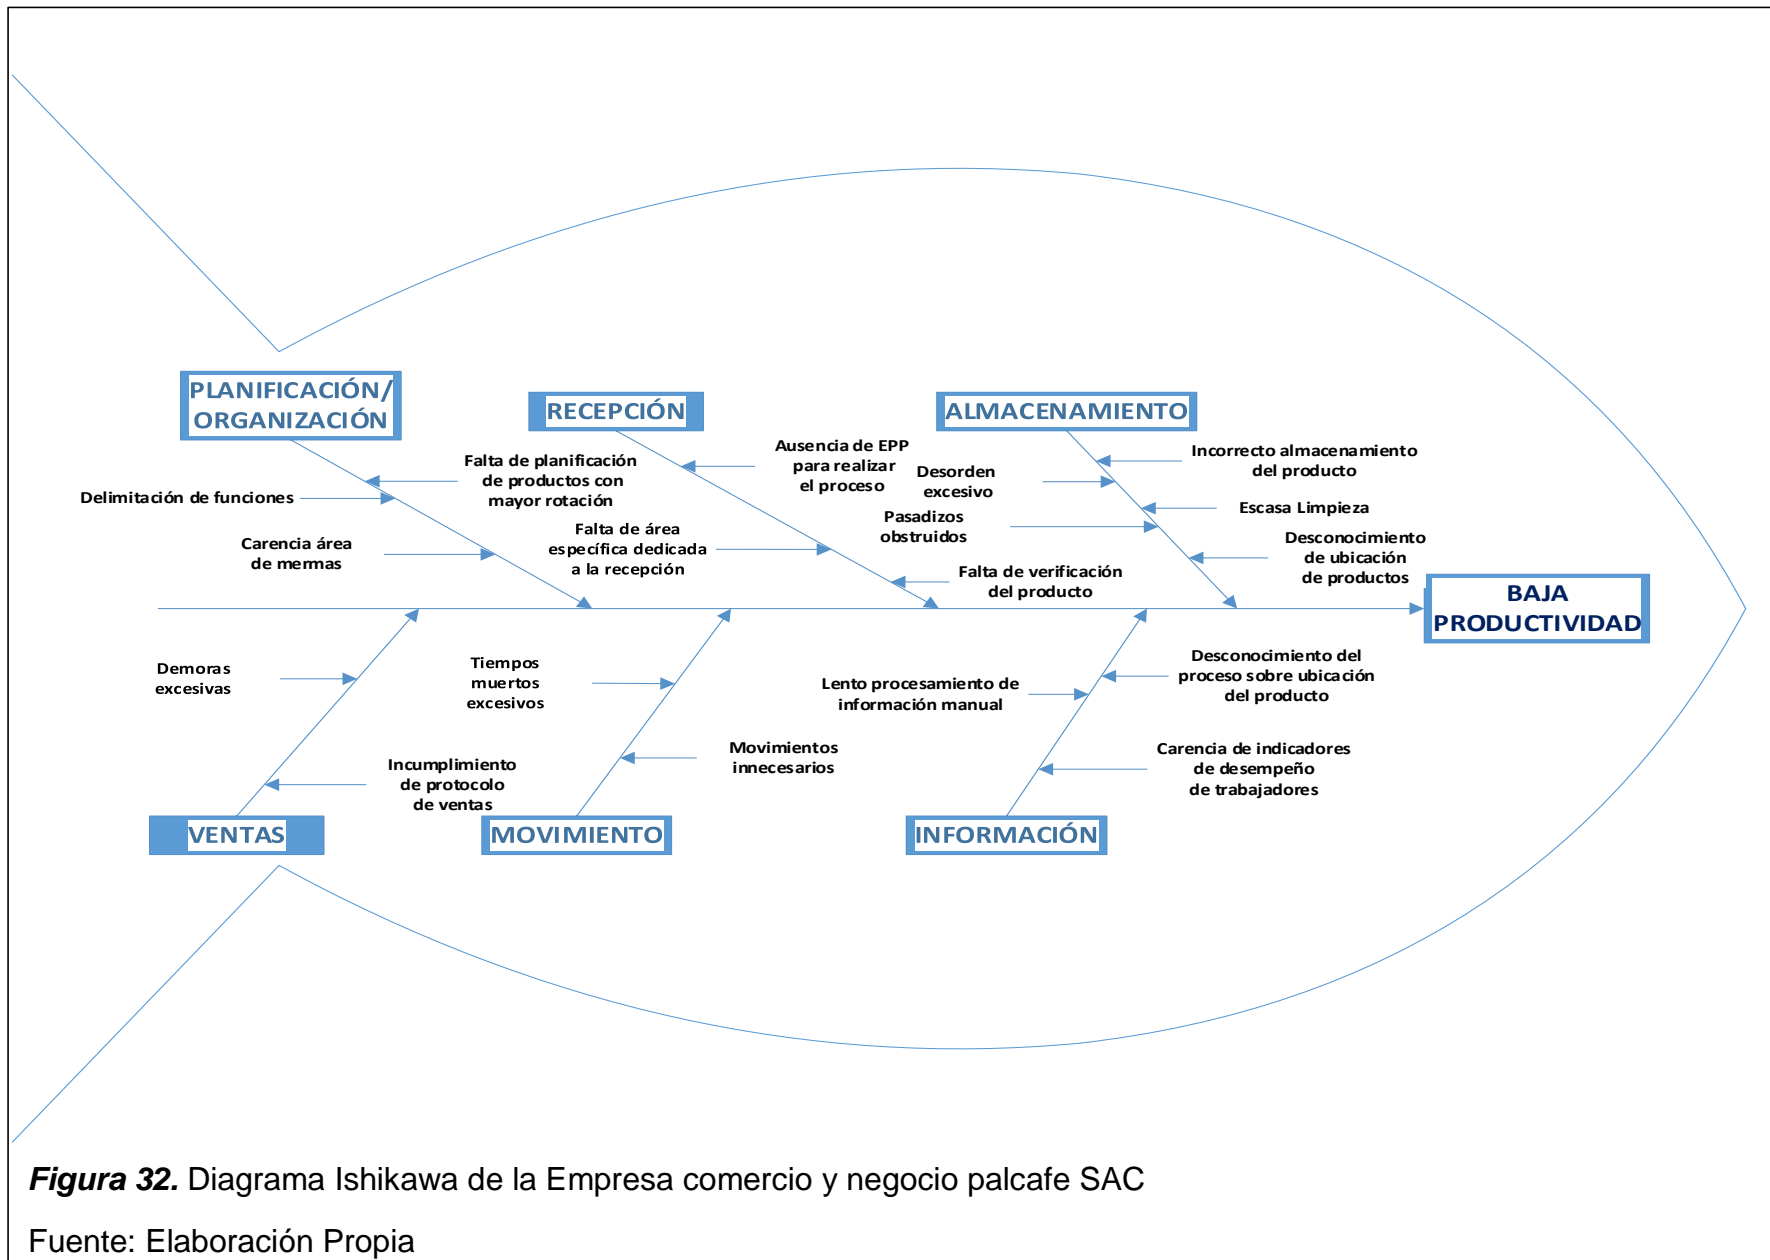 PLANIFICACIÓN/
ORGANIZACIÓN
RECEPCIÓN
ALMACENAMIENTO
Falta de planificación
de productos con
mayor rotación
Delimitación de funciones
Carencia área
de mermas
Ausencia de EPP
para realizar
el proceso
Falta de área
específica dedicada
a la recepción
Falta de verificación
del producto
Desorden
excesivo
Pasadizos
obstruidos
Incorrecto almacenamiento
del producto
Escasa Limpieza
Desconocimiento
de ubicación
de productos
BAJA
PRODUCTIVIDAD
Demoras
excesivas
Incumplimiento
de protocolo
de ventas
Tiempos
muertos
excesivos
Movimientos
innecesarios
Lento procesamiento de
información manual
Desconocimiento del
proceso sobre ubicación
del producto
Carencia de indicadores
de desempeño
de trabajadores
VENTAS
MOVIMIENTO
INFORMACIÓN
Figura 32. Diagrama Ishikawa de la Empresa comercio y negocio palcafe SAC
Fuente: Elaboración Propia